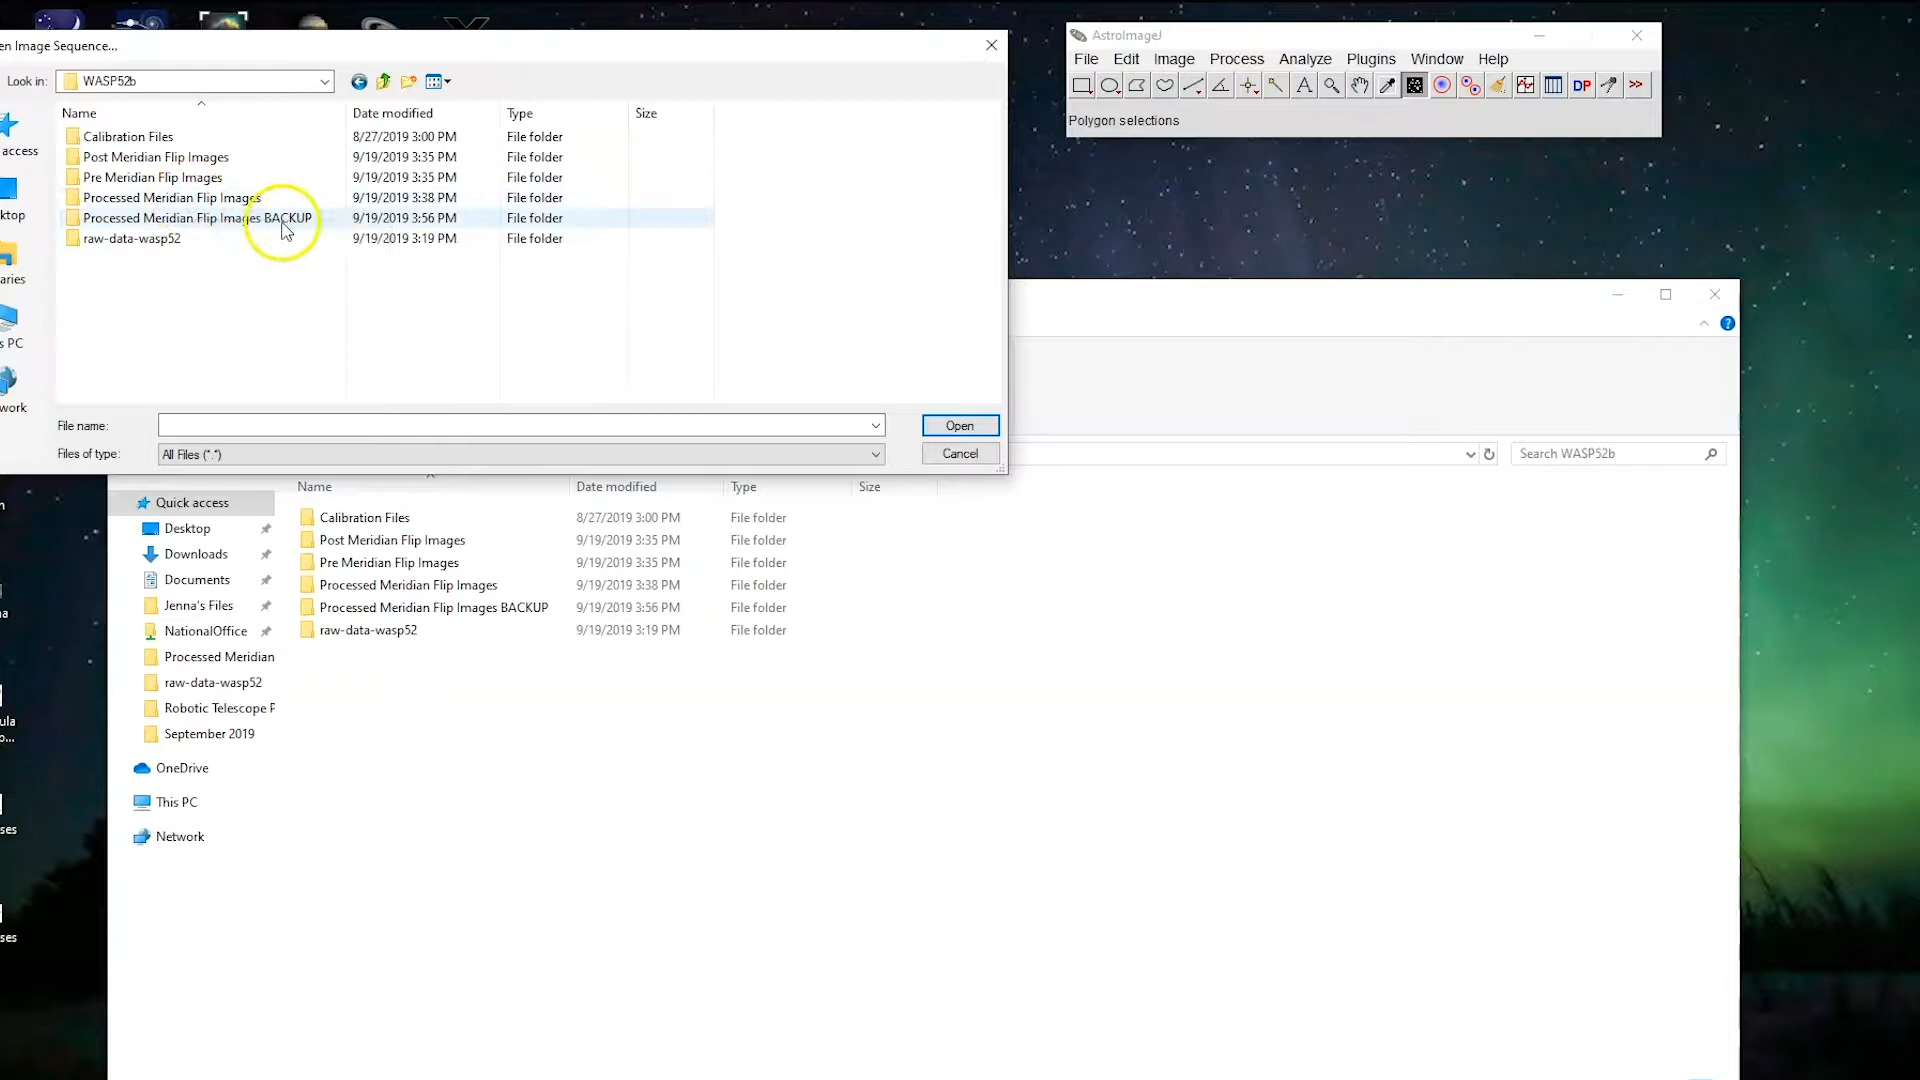 en Image Sequence...
Look in: WASP52b
Name Date modified Type Size
Calibration Files 8/27/2019 3:00 PM File folder
Post Meridian Flip Images 9/19/2019 3:35 PM File folder
Pre Meridian Flip Images 9/19/2019 3:35 PM File folder
Processed Meridian Flip Images 9/19/2019 3:38 PM File folder
Processed Meridian Flip Images BACKUP 9/19/2019 3:56 PM File folder
raw-data-wasp52 9/19/2019 3:19 PM File folder
access
ktop
aries
s PC
work
File name: Open
Files of type: All Files (*.*) Cancel
AstroImageJ
File Edit Image Process Analyze Plugins Window Help
A DP >>
Polygon selections
Search WASP52b
Name Date modified Type Size
Calibration Files 8/27/2019 3:00 PM File folder
Post Meridian Flip Images 9/19/2019 3:35 PM File folder
Pre Meridian Flip Images 9/19/2019 3:35 PM File folder
Processed Meridian Flip Images 9/19/2019 3:38 PM File folder
Processed Meridian Flip Images BACKUP 9/19/2019 3:56 PM File folder
raw-data-wasp52 9/19/2019 3:19 PM File folder
Quick access
Desktop
Downloads
Documents
Jenna's Files
NationalOffice
Processed Meridian
raw-data-wasp52
Robotic Telescope P
September 2019
OneDrive
This PC
Network
n
na
ula
o...
ses
ses